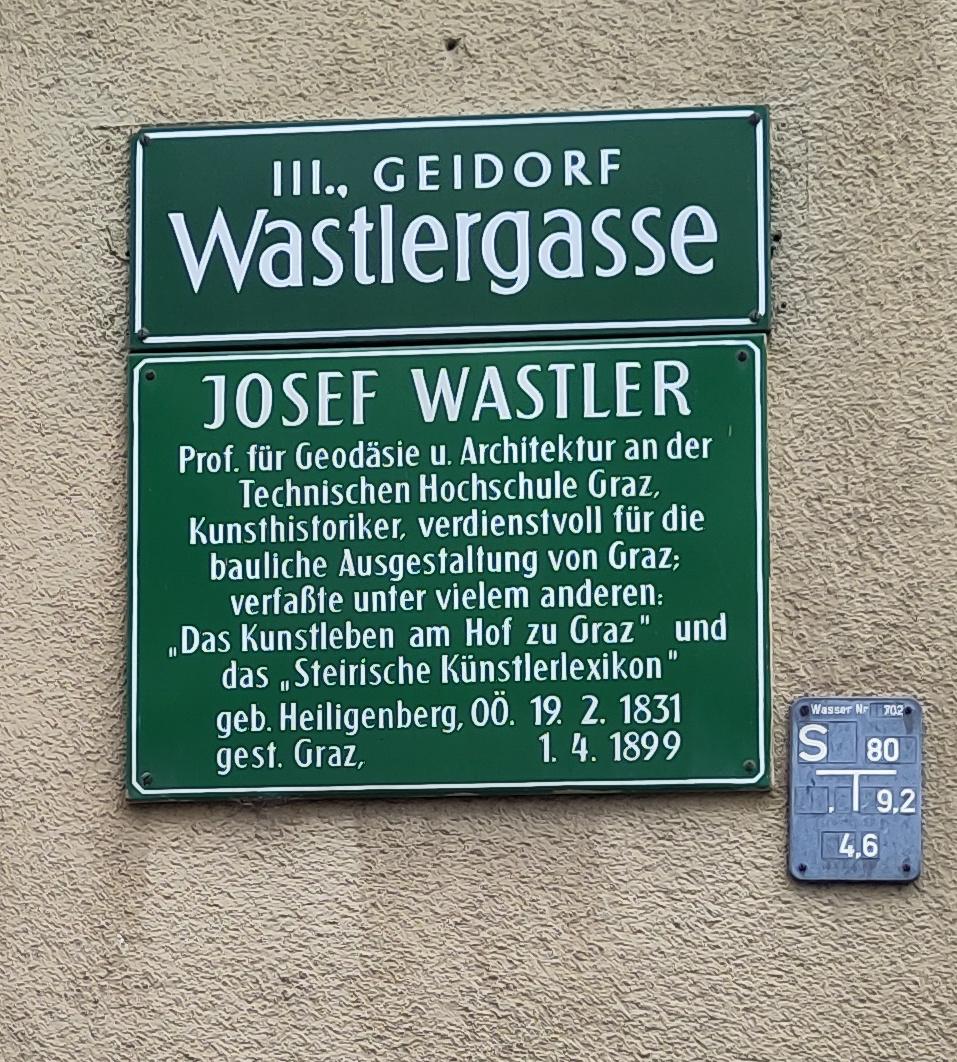 III., GEIDORF
Wastlergasse
JOSEF WASTLER
Prof. für Geodäsie u. Architektur an der
Technischen Hochschule Graz,
Kunsthistoriker, verdienstvoll für die
bauliche Ausgestaltung von Graz;
verfaßte unter vielem anderen:
„Das Kunstleben am Hof zu Graz" und
das „Steirische Künstlerlexikon"
geb. Heiligenberg, OÖ. 19. 2. 1831
gest. Graz, 1. 4. 1899
Wasser Nr 702
S 80
, 9,2
4,6